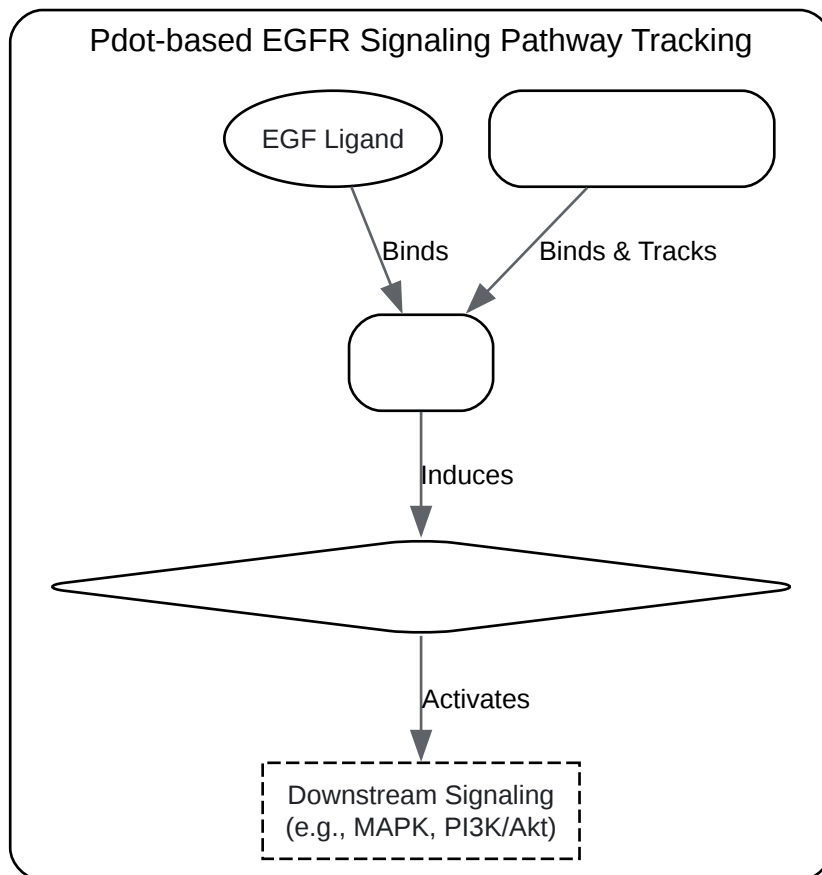 Pdot-based EGFR Signaling Pathway Tracking
EGF Ligand
Binds
Binds & Tracks
Induces
Activates
Downstream Signaling
(e.g., MAPK, PI3K/Akt)